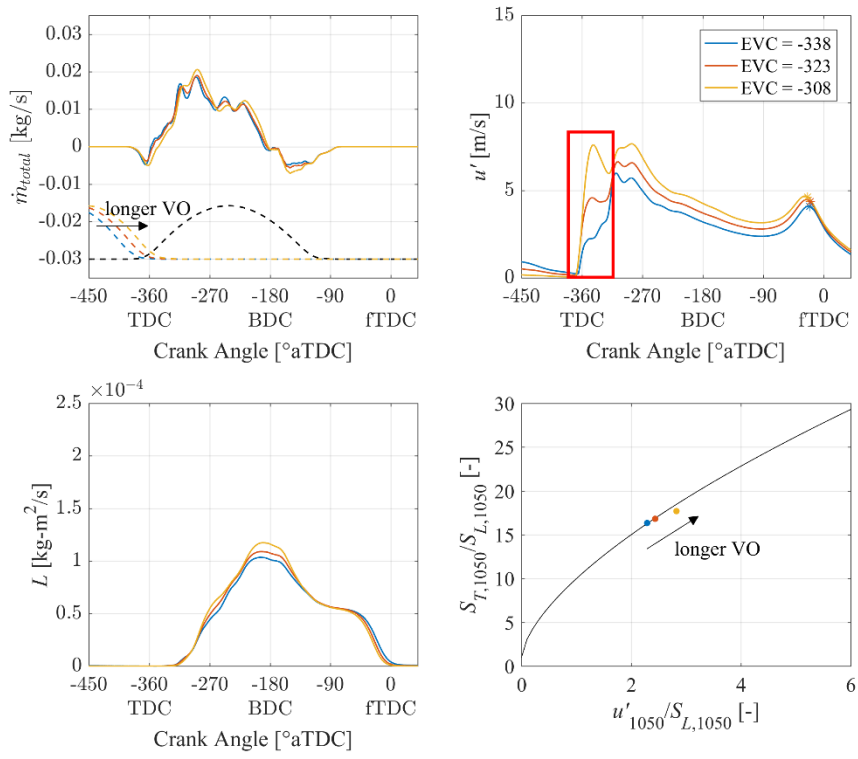 0.03
0.02
0.01
0
-0.01
-0.02
-0.03
ṁtotal [kg/s]
longer VO
-450 -360 -270 -180 -90 0
TDC BDC fTDC
Crank Angle [°aTDC]
15
10
5
0
u' [m/s]
EVC = -338
EVC = -323
EVC = -308
-450 -360 -270 -180 -90 0
TDC BDC fTDC
Crank Angle [°aTDC]
×10⁻⁴
2.5
2
1.5
1
0.5
0
L [kg-m²/s]
-450 -360 -270 -180 -90 0
TDC BDC fTDC
Crank Angle [°aTDC]
30
25
20
15
10
5
0
S_T,1050/S_L,1050 [-]
longer VO
0 2 4 6
u'1050/S_L,1050 [-]